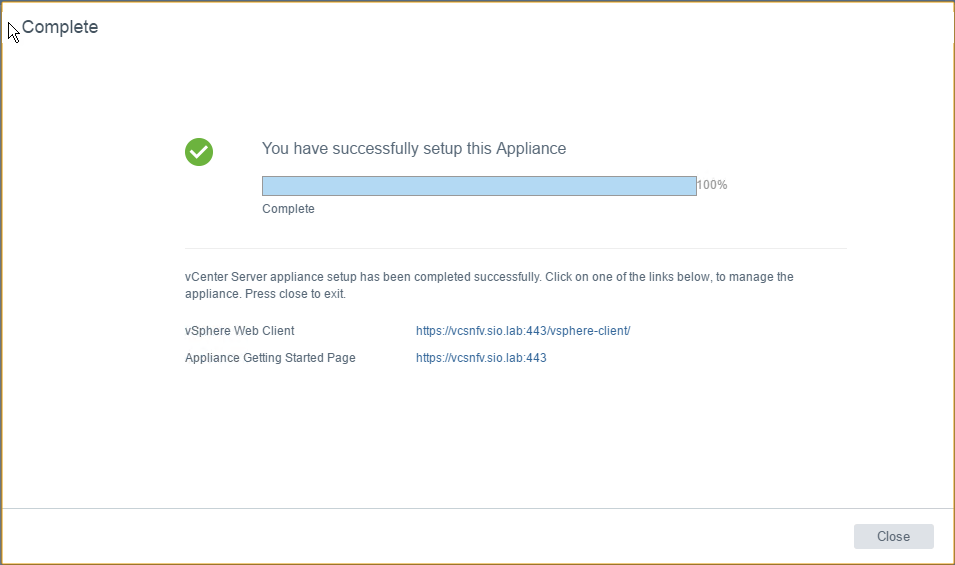 Complete
You have successfully setup this Appliance
100%
Complete
vCenter Server appliance setup has been completed successfully. Click on one of the links below, to manage the
appliance. Press close to exit.
vSphere Web Client https://vcsnfv.sio.lab:443/vsphere-client/
Appliance Getting Started Page https://vcsnfv.sio.lab:443
Close